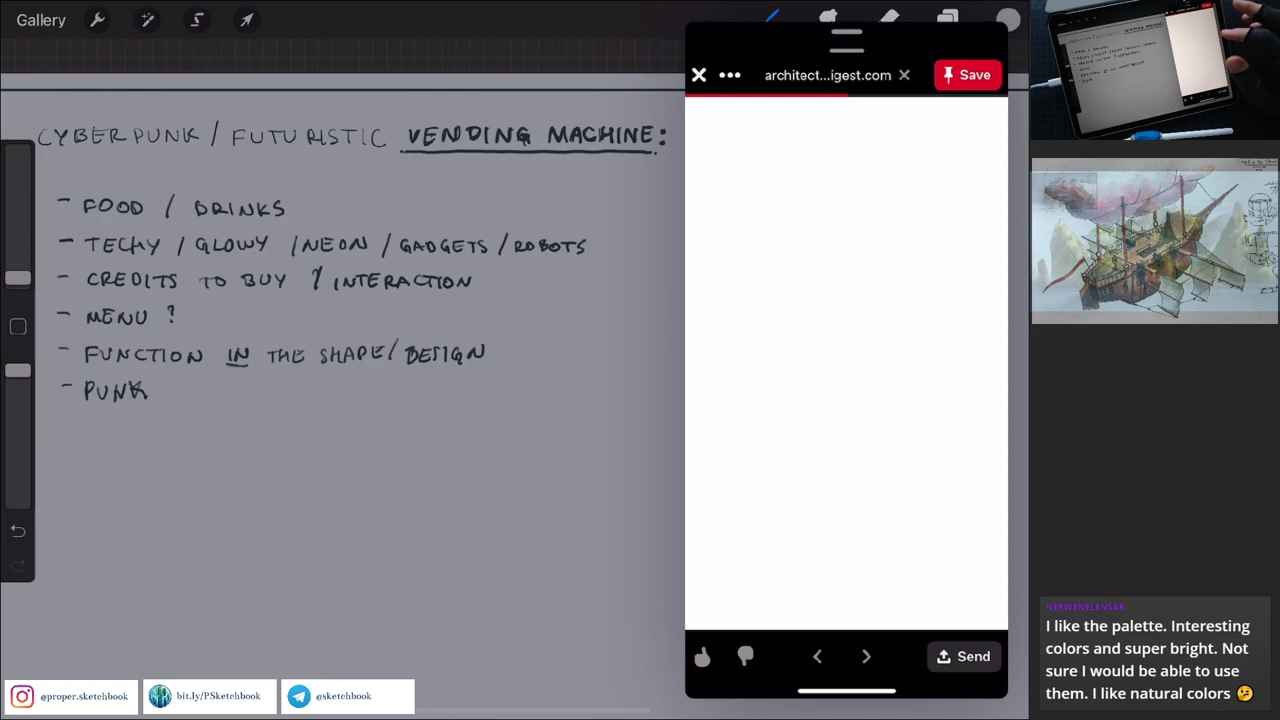 Gallery
architect...igest.com
Save
CYBERPUNK / FUTURISTIC VENDING MACHINE:
- FOOD / DRINKS
- TECHY / GLOWY / NEON / GADGETS / ROBOTS
- CREDITS TO BUY / INTERACTION
- MENU ?
- FUNCTION IN THE SHAPE / DESIGN
- PUNK
Send
NERWENELENSAR
I like the palette. Interesting
colors and super bright. Not
sure I would be able to use
them. I like natural colors 🤔
@proper.sketchbook
bit.ly/PSketchbook
@sketchbook